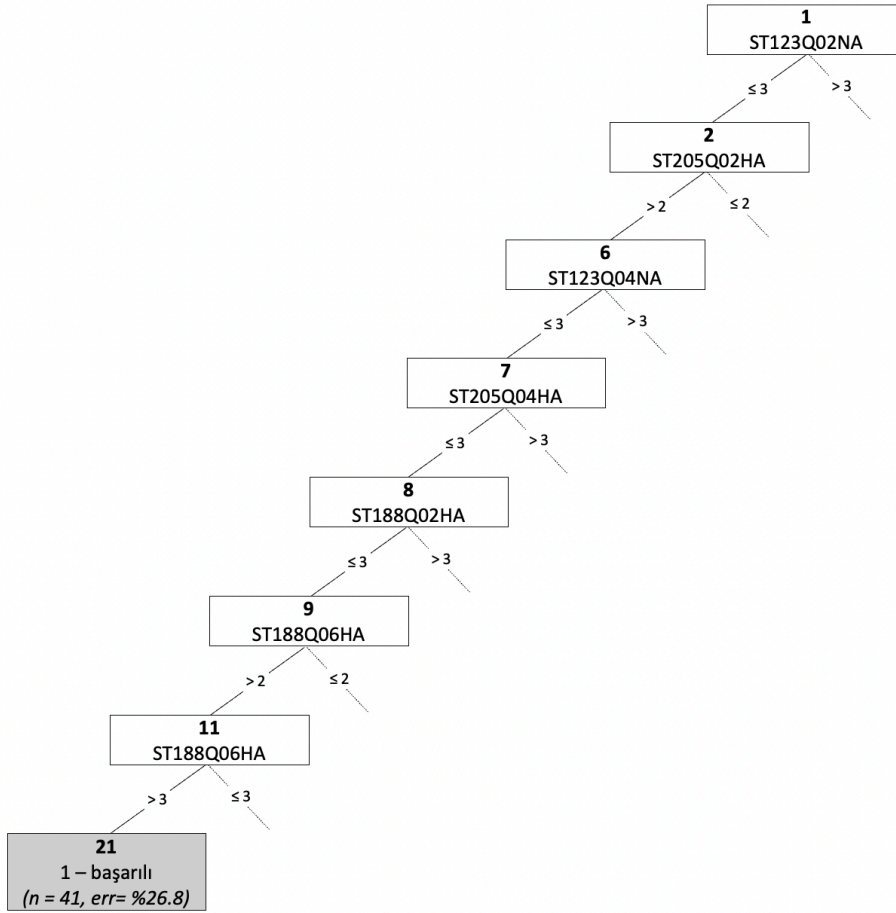 1
ST123Q02NA
≤ 3
> 3
2
ST205Q02HA
> 2
≤ 2
6
ST123Q04NA
≤ 3
> 3
7
ST205Q04HA
≤ 3
> 3
8
ST188Q02HA
≤ 3
> 3
9
ST188Q06HA
> 2
≤ 2
11
ST188Q06HA
> 3
≤ 3
21
1 – başarılı
(n = 41, err= %26.8)